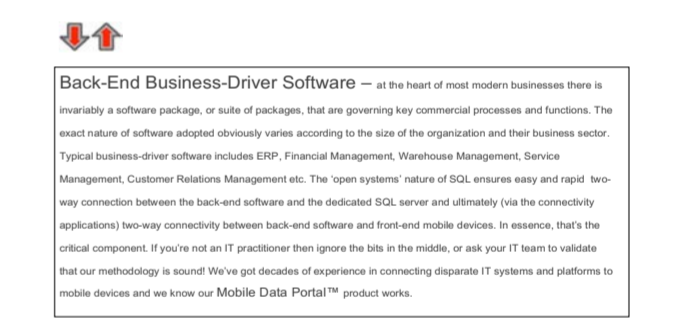 Back-End Business-Driver Software – at the heart of most modern businesses there is
invariably a software package, or suite of packages, that are governing key commercial processes and functions. The
exact nature of software adopted obviously varies according to the size of the organization and their business sector.
Typical business-driver software includes ERP, Financial Management, Warehouse Management, Service
Management, Customer Relations Management etc. The 'open systems' nature of SQL ensures easy and rapid two-
way connection between the back-end software and the dedicated SQL server and ultimately (via the connectivity
applications) two-way connectivity between back-end software and front-end mobile devices. In essence, that's the
critical component. If you're not an IT practitioner then ignore the bits in the middle, or ask your IT team to validate
that our methodology is sound! We've got decades of experience in connecting disparate IT systems and platforms to
mobile devices and we know our Mobile Data Portal™ product works.